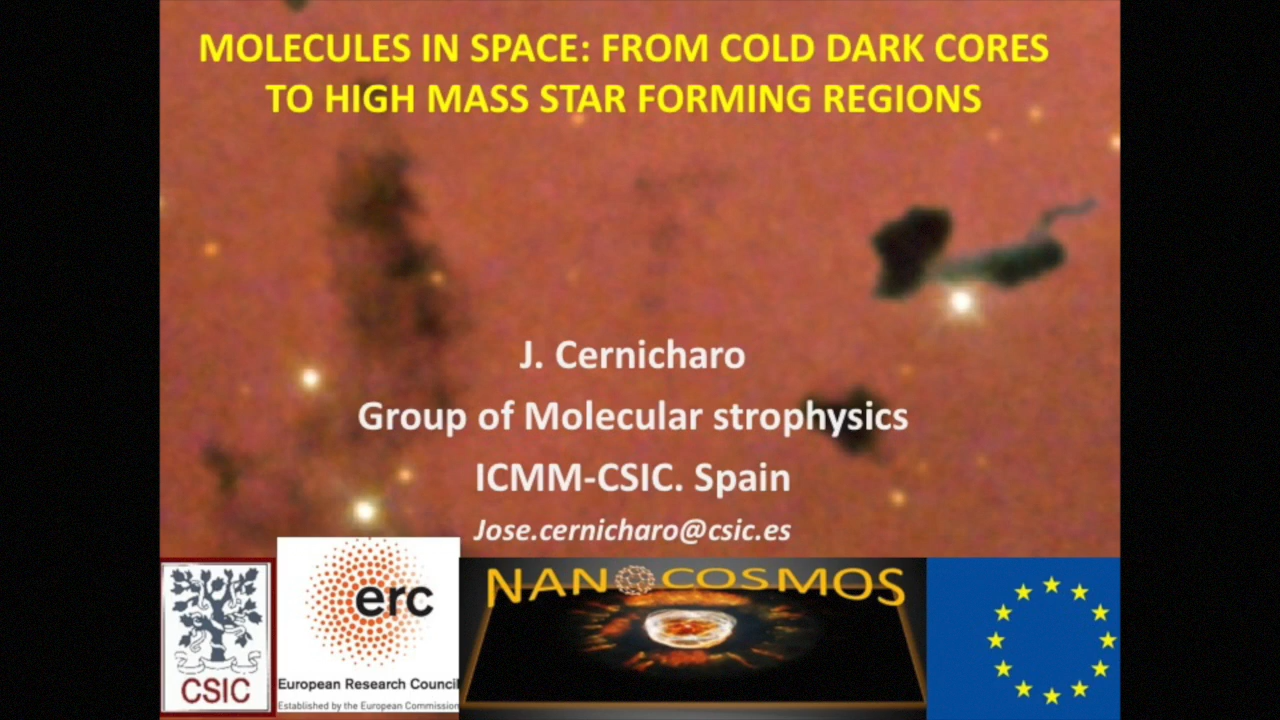 MOLECULES IN SPACE: FROM COLD DARK CORES
TO HIGH MASS STAR FORMING REGIONS
J. Cernicharo
Group of Molecular strophysics
ICMM-CSIC. Spain
Jose.cernicharo@csic.es
CSIC
erc
European Research Council
Established by the European Commission
NANOCOSMOS